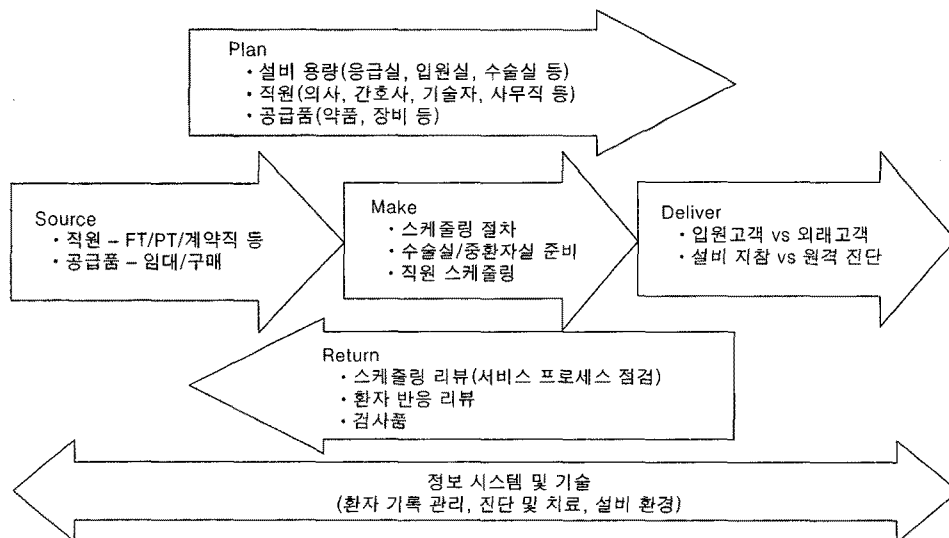 Plan
· 설비 용량(응급실, 입원실, 수술실 등)
· 직원(의사, 간호사, 기술자, 사무직 등)
· 공급품(약품, 장비 등)
Source
· 직원 – FT/PT/계약직 등
· 공급품 – 임대/구매
Make
· 스케줄링 절차
· 수술실/중환자실 준비
· 직원 스케줄링
Deliver
· 입원고객 vs 외래고객
· 설비 지참 vs 원격 진단
Return
· 스케줄링 리뷰(서비스 프로세스 점검)
· 환자 반응 리뷰
· 검사품
정보 시스템 및 기술
(환자 기록 관리, 진단 및 치료, 설비 환경)